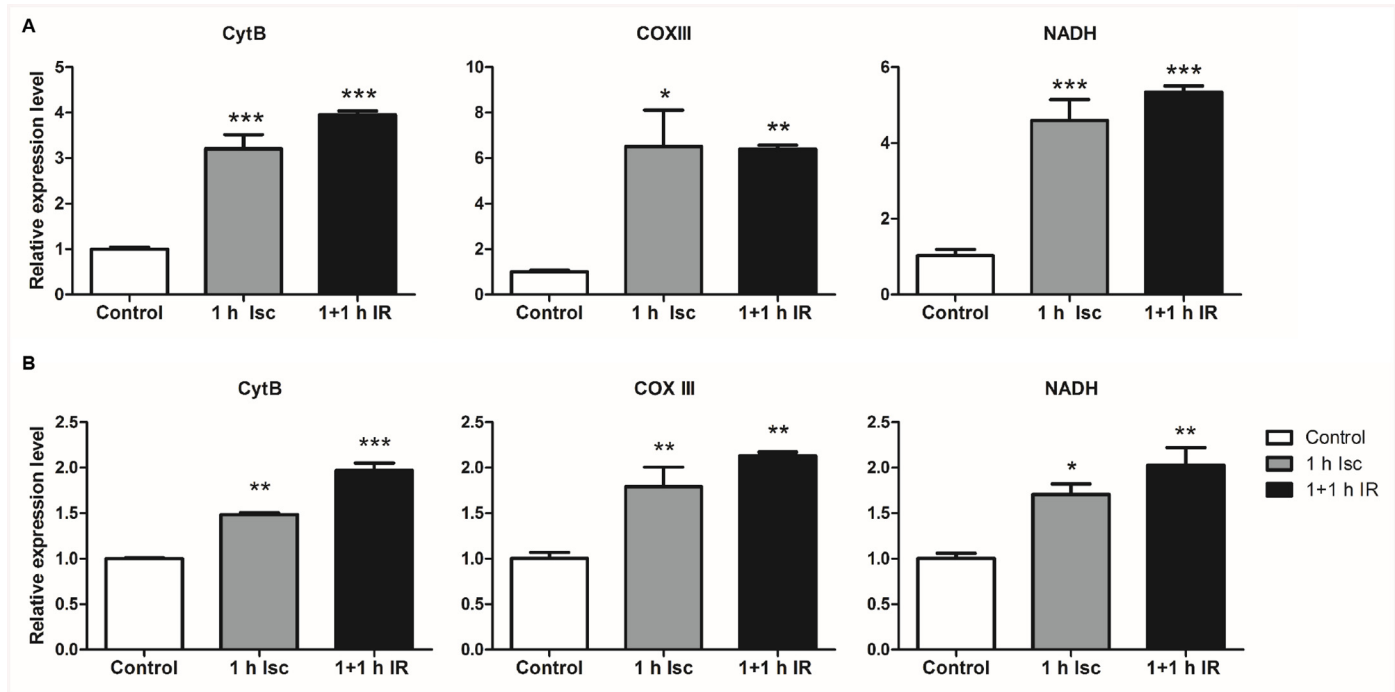 A
CytB
COXIII
NADH
Relative expression level
5
4
3
2
1
0
***
***
Control
1 h Isc
1+1 h IR
10
8
6
4
2
0
*
**
Control
1 h Isc
1+1 h IR
6
4
2
0
***
***
Control
1 h Isc
1+1 h IR
B
CytB
COX III
NADH
Relative expression level
2.5
2.0
1.5
1.0
0.5
0.0
**
***
Control
1 h Isc
1+1 h IR
2.5
2.0
1.5
1.0
0.5
0.0
**
**
Control
1 h Isc
1+1 h IR
2.5
2.0
1.5
1.0
0.5
0.0
*
**
Control
1 h Isc
1+1 h IR
Control
1 h Isc
1+1 h IR